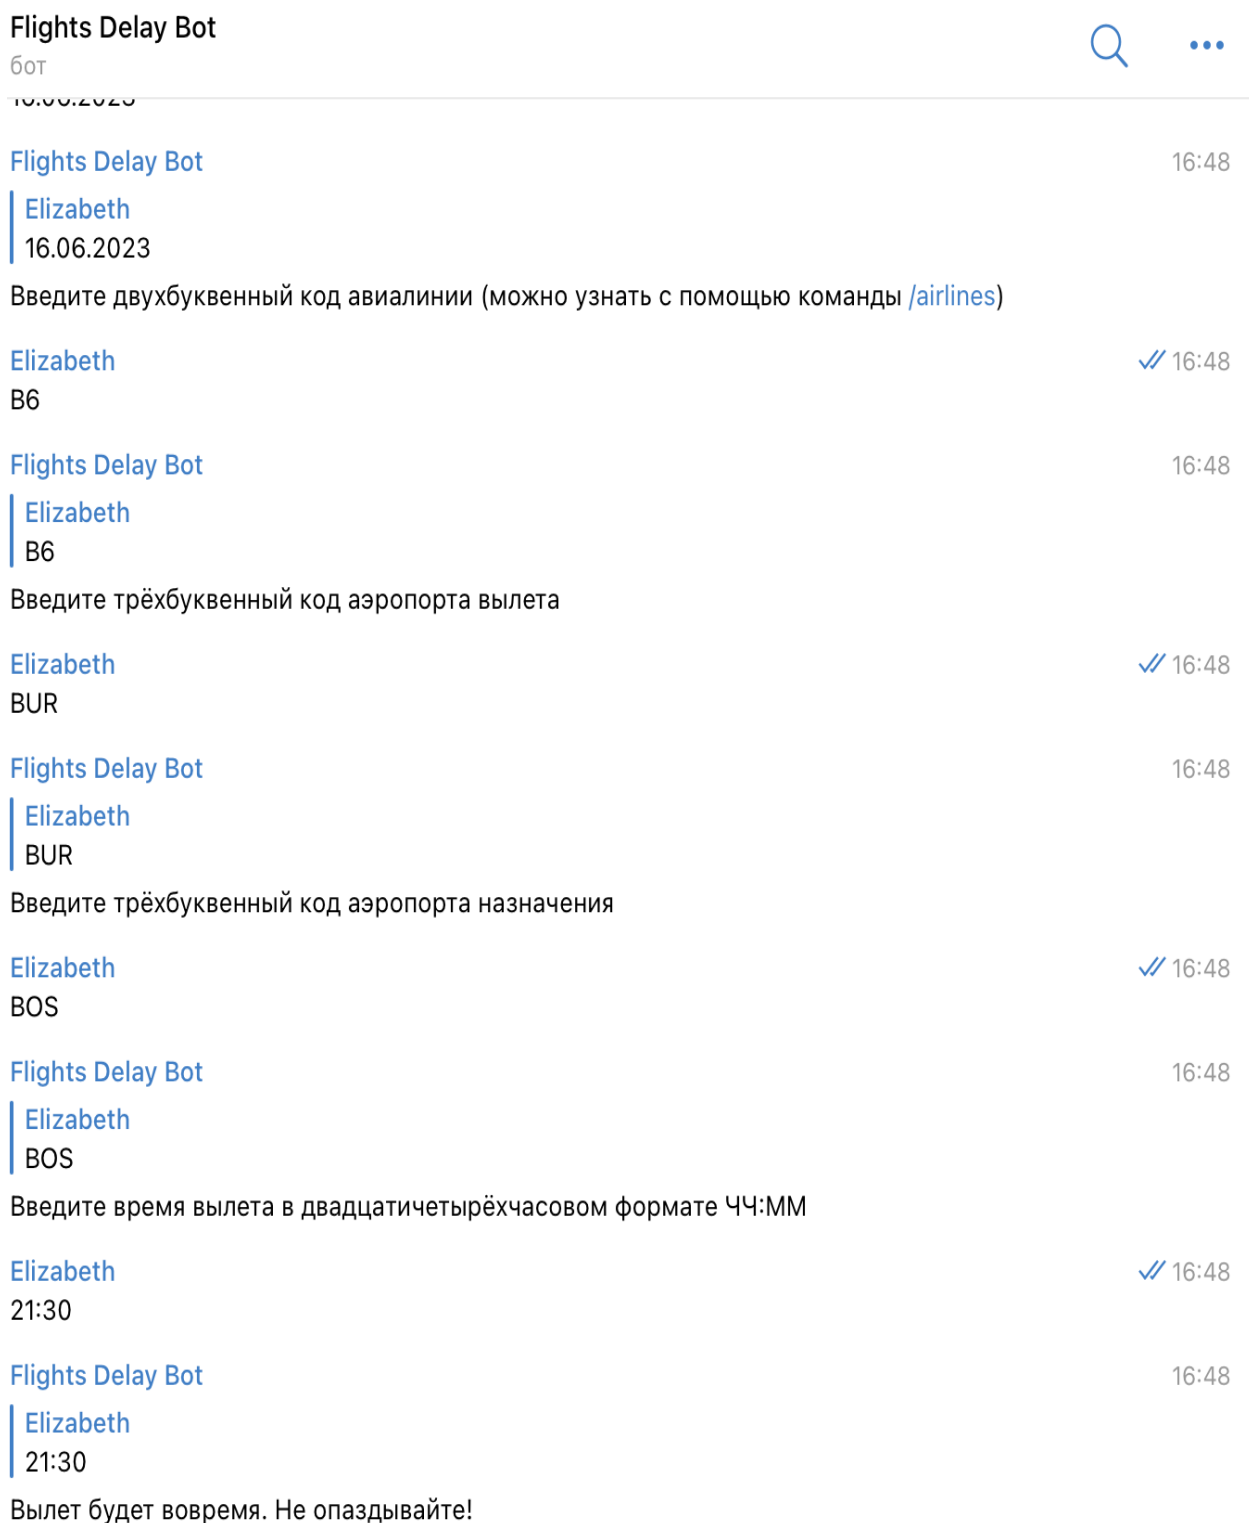 Flights Delay Bot
бот
16.06.2023
Flights Delay Bot 16:48
Elizabeth
16.06.2023
Введите двухбуквенный код авиалинии (можно узнать с помощью команды /airlines)
Elizabeth 16:48
B6
Flights Delay Bot 16:48
Elizabeth
B6
Введите трёхбуквенный код аэропорта вылета
Elizabeth 16:48
BUR
Flights Delay Bot 16:48
Elizabeth
BUR
Введите трёхбуквенный код аэропорта назначения
Elizabeth 16:48
BOS
Flights Delay Bot 16:48
Elizabeth
BOS
Введите время вылета в двадцатичетырёхчасовом формате ЧЧ:ММ
Elizabeth 16:48
21:30
Flights Delay Bot 16:48
Elizabeth
21:30
Вылет будет вовремя. Не опаздывайте!